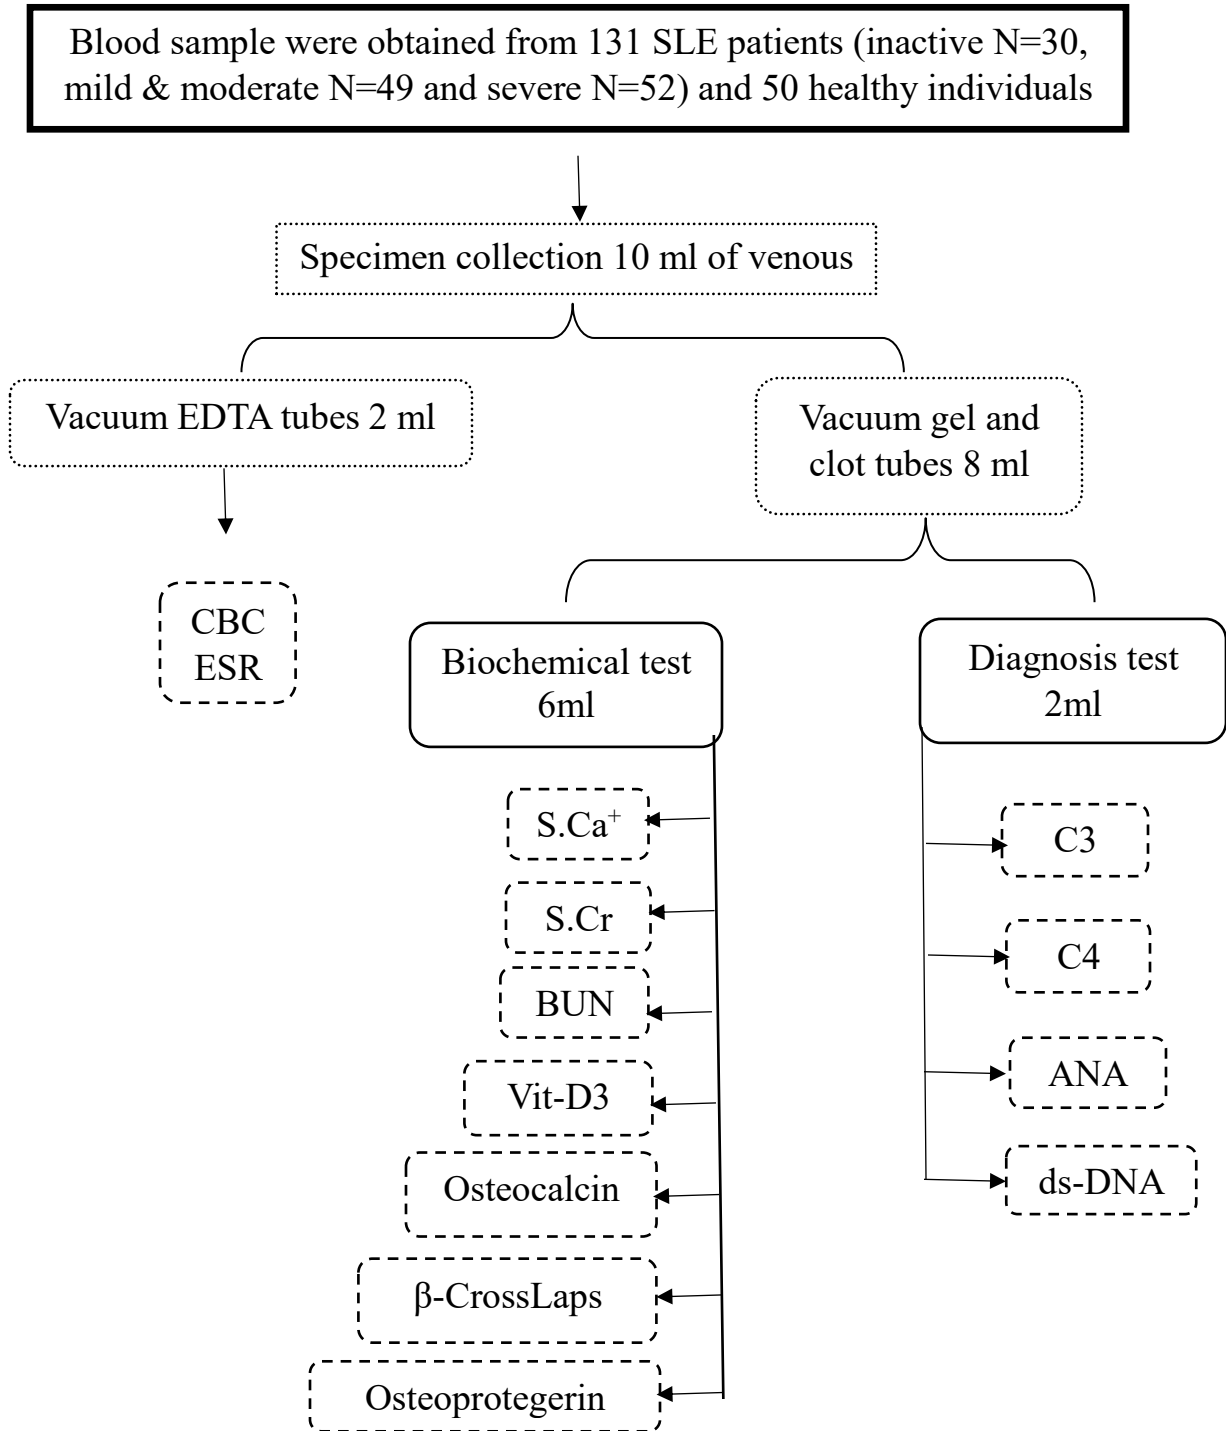 Blood sample were obtained from 131 SLE patients (inactive N=30,
mild & moderate N=49 and severe N=52) and 50 healthy individuals
Specimen collection 10 ml of venous
Vacuum EDTA tubes 2 ml
Vacuum gel and
clot tubes 8 ml
CBC
ESR
Biochemical test
6ml
Diagnosis test
2ml
S.Ca⁺
S.Cr
BUN
Vit-D3
Osteocalcin
β-CrossLaps
Osteoprotegerin
C3
C4
ANA
ds-DNA